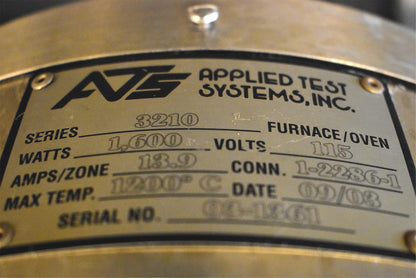 ATS APPLIED TEST
SYSTEMS, INC.
SERIES 3210 FURNACE/OVEN
WATTS 1,600 VOLTS 115
AMPS/ZONE 13.9 CONN. 1-2286-1
MAX TEMP. 1200° C DATE 09/03
SERIAL NO. 03-1361